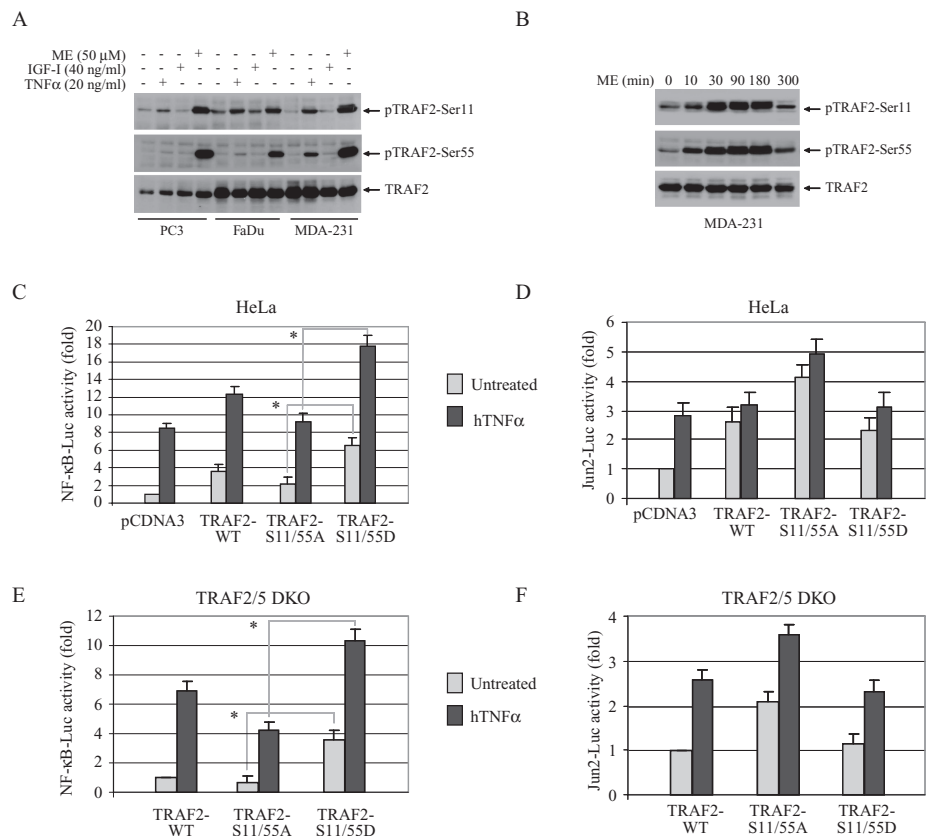 A
ME (50 µM) - - - + - - - + - - - +
IGF-I (40 ng/ml) - - + - - - + - - - + -
TNFα (20 ng/ml) - + - - - + - - - + - -
pTRAF2-Ser11
pTRAF2-Ser55
TRAF2
PC3 FaDu MDA-231
B
ME (min) 0 10 30 90 180 300
pTRAF2-Ser11
pTRAF2-Ser55
TRAF2
MDA-231
C
HeLa
NF-κB-Luc activity (fold)
20
18
16
14
12
10
8
6
4
2
0
*
*
pCDNA3 TRAF2-WT TRAF2-S11/55A TRAF2-S11/55D
Untreated
hTNFα
D
HeLa
Jun2-Luc activity (fold)
6
5
4
3
2
1
0
pCDNA3 TRAF2-WT TRAF2-S11/55A TRAF2-S11/55D
E
TRAF2/5 DKO
NF-κB-Luc activity (fold)
12
10
8
6
4
2
0
*
*
TRAF2-WT TRAF2-S11/55A TRAF2-S11/55D
Untreated
hTNFα
F
TRAF2/5 DKO
Jun2-Luc activity (fold)
4
3
2
1
0
TRAF2-WT TRAF2-S11/55A TRAF2-S11/55D